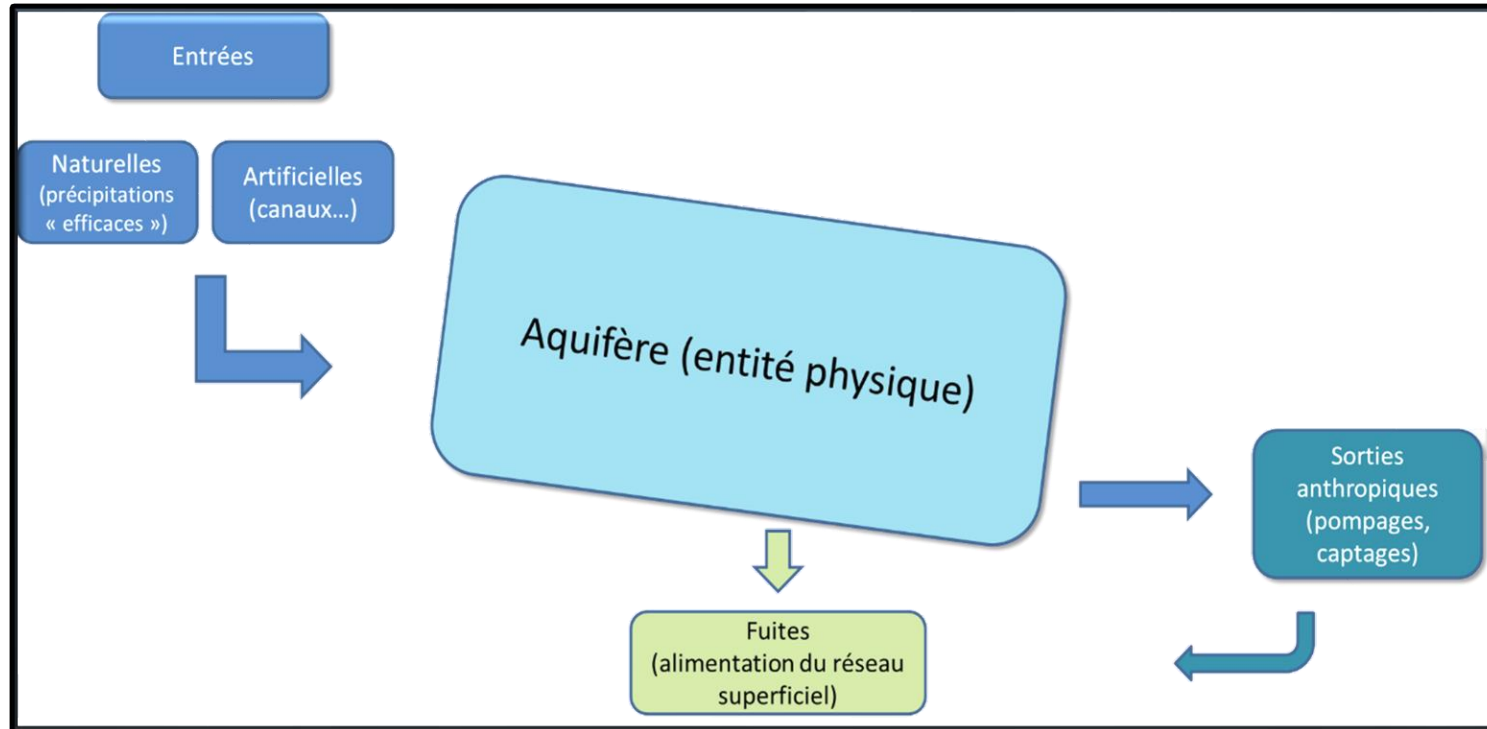 Entrées
Naturelles
(précipitations
« efficaces »)
Artificielles
(canaux...)
Aquifère (entité physique)
Sorties
anthropiques
(pompages,
captages)
Fuites
(alimentation du réseau
superficiel)